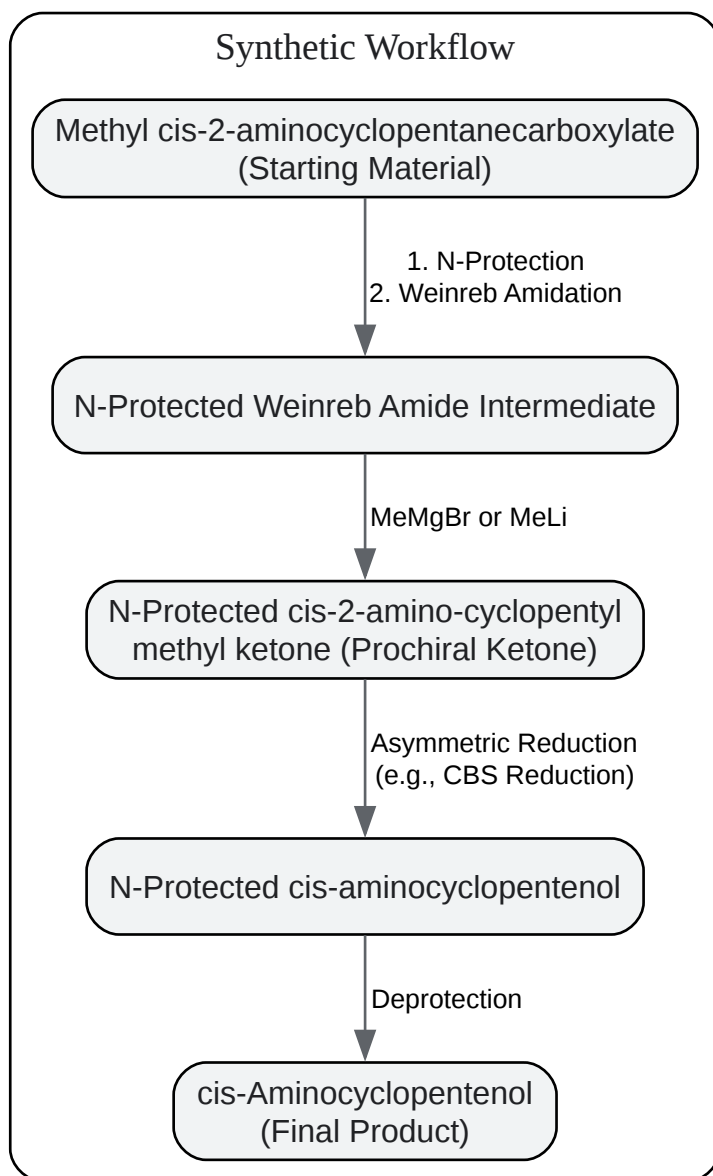 Synthetic Workflow
Methyl cis-2-aminocyclopentanecarboxylate
(Starting Material)
1. N-Protection
2. Weinreb Amidation
N-Protected Weinreb Amide Intermediate
MeMgBr or MeLi
N-Protected cis-2-amino-cyclopentyl
methyl ketone (Prochiral Ketone)
Asymmetric Reduction
(e.g., CBS Reduction)
N-Protected cis-aminocyclopentenol
Deprotection
cis-Aminocyclopentenol
(Final Product)